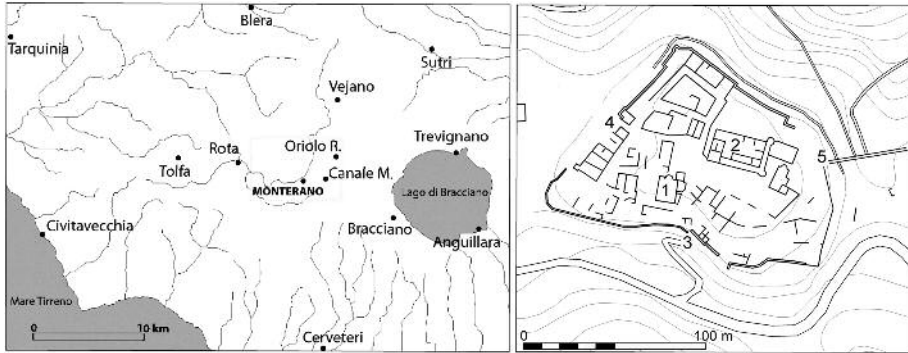 Blera
Tarquinia
Sutri
Vejano
Trevignano
Oriolo R.
Rota
Tolfa
Canale M.
MONTERANO
Lago di Bracciano
Bracciano
Civitavecchia
Anguillara
Mare Tirreno
0 10 km
Cerveteri
4
2
5
1
3
0 100 m